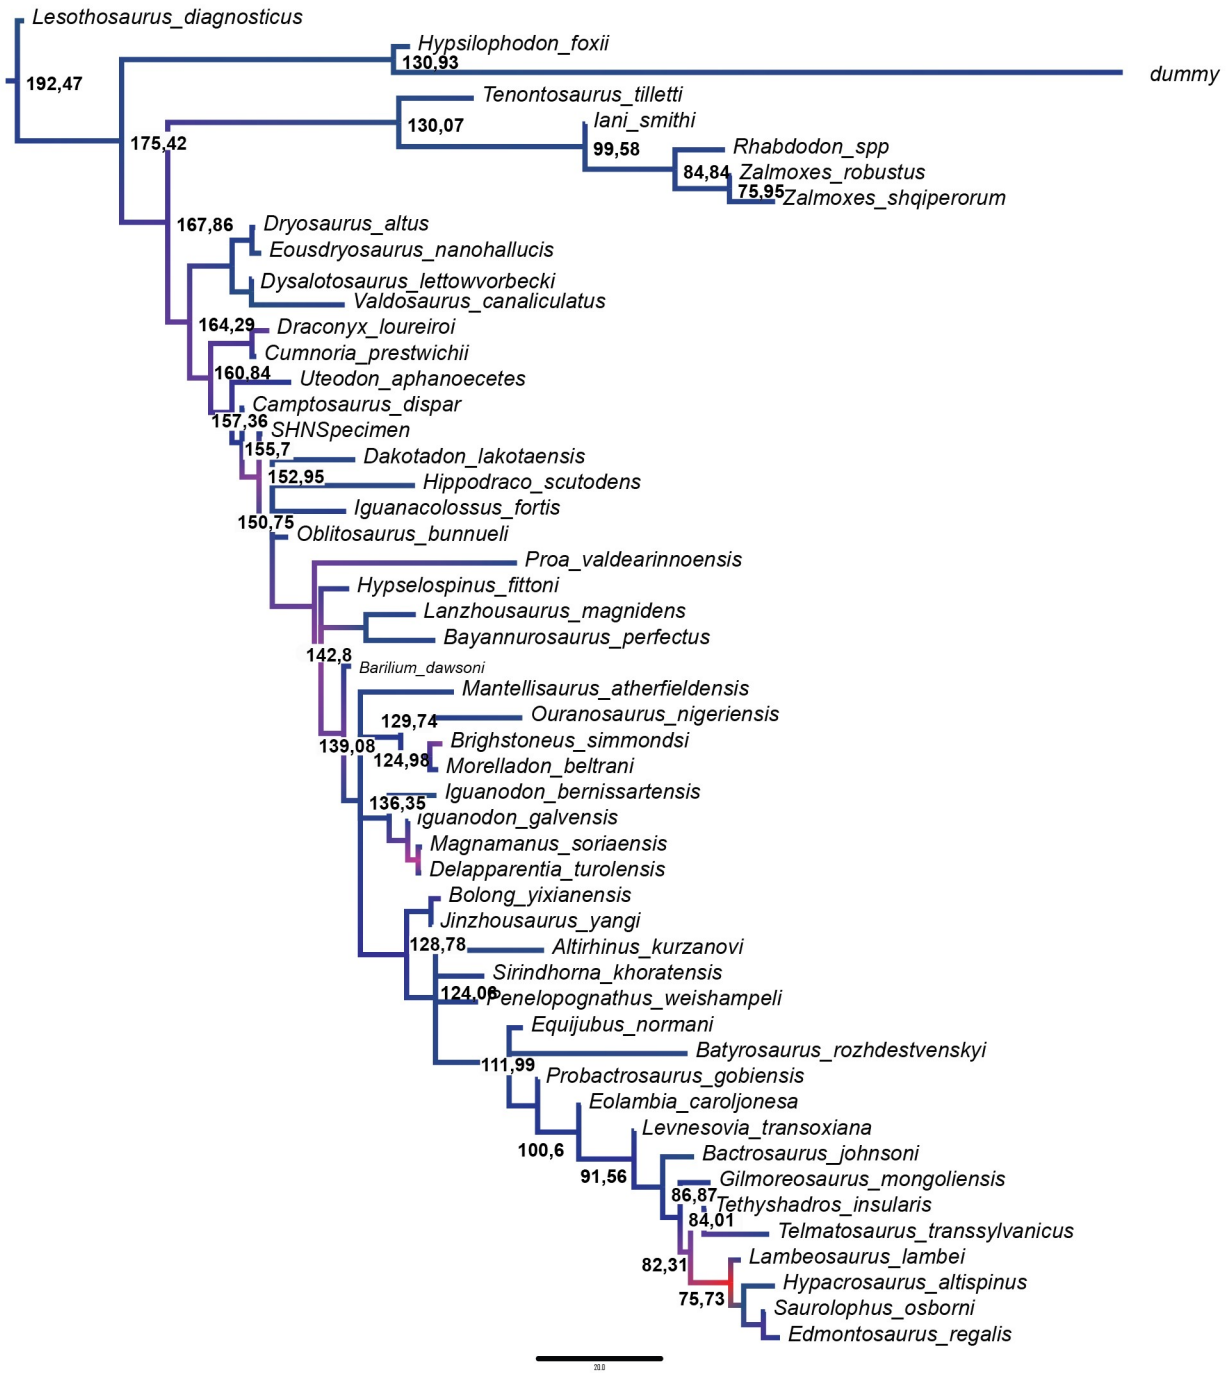 Lesothosaurus_diagnosticus
Hypsilophodon_foxii
130,93
dummy
192,47
Tenontosaurus_tilletti
Iani_smithi
130,07
175,42
99,58
Rhabdodon_spp
84,84
Zalmoxes_robustus
75,95
Zalmoxes_shqiperorum
167,86
Dryosaurus_altus
Eousdryosaurus_nanohallucis
Dysalotosaurus_lettowvorbecki
Valdosaurus_canaliculatus
164,29
Draconyx_loureiroi
Cumnoria_prestwichii
160,84
Uteodon_aphanoecetes
Camptosaurus_dispar
157,36
SHNSpecimen
155,7
Dakotadon_lakotaensis
152,95
Hippodraco_scutodens
Iguanacolossus_fortis
150,75
Oblitosaurus_bunnueli
Proa_valdearinnoensis
Hypselospinus_fittoni
Lanzhousaurus_magnidens
Bayannurosaurus_perfectus
142,8
Barilium_dawsoni
Mantellisaurus_atherfieldensis
129,74
Ouranosaurus_nigeriensis
139,08
Brighstoneus_simmondsi
124,98
Morelladon_beltrani
Iguanodon_bernissartensis
136,35
Iguanodon_galvensis
Magnamanus_soriaensis
Delapparentia_turolensis
Bolong_yixianensis
Jinzhousaurus_yangi
128,78
Altirhinus_kurzanovi
Sirindhorna_khoratensis
124,06
Penelopognathus_weishampeli
Equijubus_normani
Batyrosaurus_rozhdestvenskyi
111,99
Probactrosaurus_gobiensis
Eolambia_caroljonesa
Levnesovia_transoxiana
100,6
Bactrosaurus_johnsoni
91,56
Gilmoreosaurus_mongoliensis
86,87
Tethyshadros_insularis
84,01
Telmatosaurus_transsylvanicus
Lambeosaurus_lambei
82,31
Hypacrosaurus_altispinus
75,73
Saurolophus_osborni
Edmontosaurus_regalis
20.0